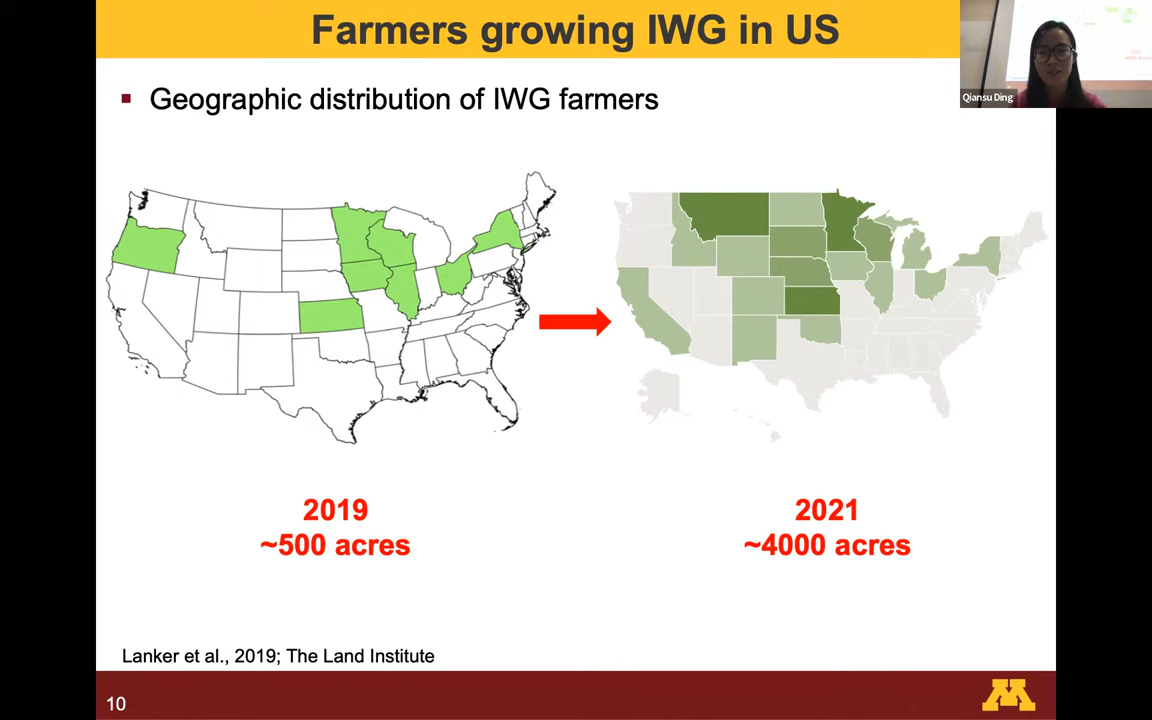 Farmers growing IWG in US
Qiansu Ding
▪ Geographic distribution of IWG farmers
2019
~500 acres
2021
~4000 acres
Lanker et al., 2019; The Land Institute
10
M